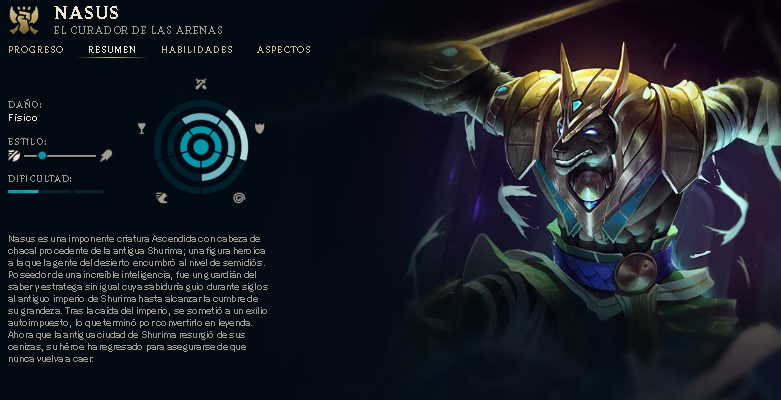 NASUS
EL CURADOR DE LAS ARENAS
PROGRESO RESUMEN HABILIDADES ASPECTOS
DAÑO:
Físico
ESTILO:
DIFICULTAD:
Nasus es una imponente criatura Ascendida con cabeza de
chacal procedente de la antigua Shurima; una figura heroica
a la que la gente del desierto encumbró al nivel de semidiós.
Poseedor de una increíble inteligencia, fue un guardián del
saber y estratega sin igual cuya sabiduría guio durante siglos
al antiguo imperio de Shurima hasta alcanzar la cumbre de
su grandeza. Tras la caída del imperio, se sometió a un exilio
autoimpuesto, lo que terminó por convertirlo en leyenda.
Ahora que la antigua ciudad de Shurima resurgió de sus
cenizas, su héroe ha regresado para asegurarse de que
nunca vuelva a caer.